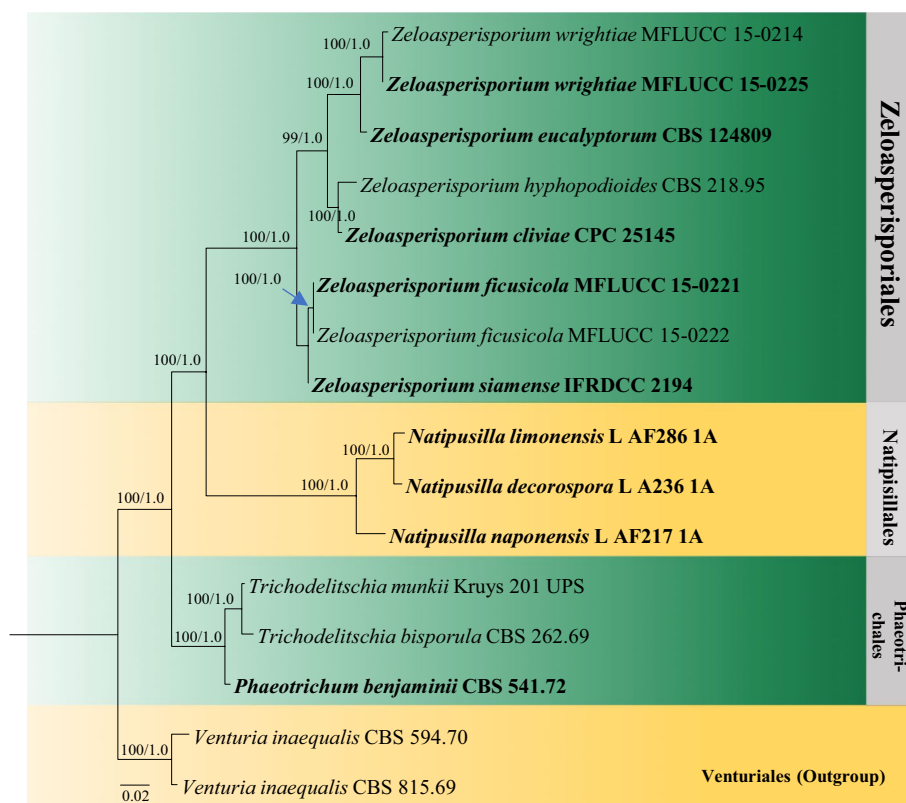 Zeloasperisporium wrightiae MFLUCC 15-0214
100/1.0
100/1.0
Zeloasperisporium wrightiae MFLUCC 15-0225
Zeloasperisporium eucalyptorum CBS 124809
99/1.0
Zeloasperisporium hyphopodioides CBS 218.95
100/1.0
Zeloasperisporium cliviae CPC 25145
100/1.0
100/1.0
Zeloasperisporium ficusicola MFLUCC 15-0221
Zeloasperisporium ficusicola MFLUCC 15-0222
Zeloasperisporium siamense IFRDCC 2194
Zeloasperisporiales
100/1.0
Natipusilla limonensis L AF286 1A
100/1.0
Natipusilla decorospora L A236 1A
100/1.0
Natipusilla naponensis L AF217 1A
Natipisillales
100/1.0
Trichodelitschia munkii Kruys 201 UPS
100/1.0
Trichodelitschia bisporula CBS 262.69
100/1.0
Phaeotrichum benjaminii CBS 541.72
Phaeotri-
chales
Venturia inaequalis CBS 594.70
100/1.0
Venturia inaequalis CBS 815.69
Venturiales (Outgroup)
0.02